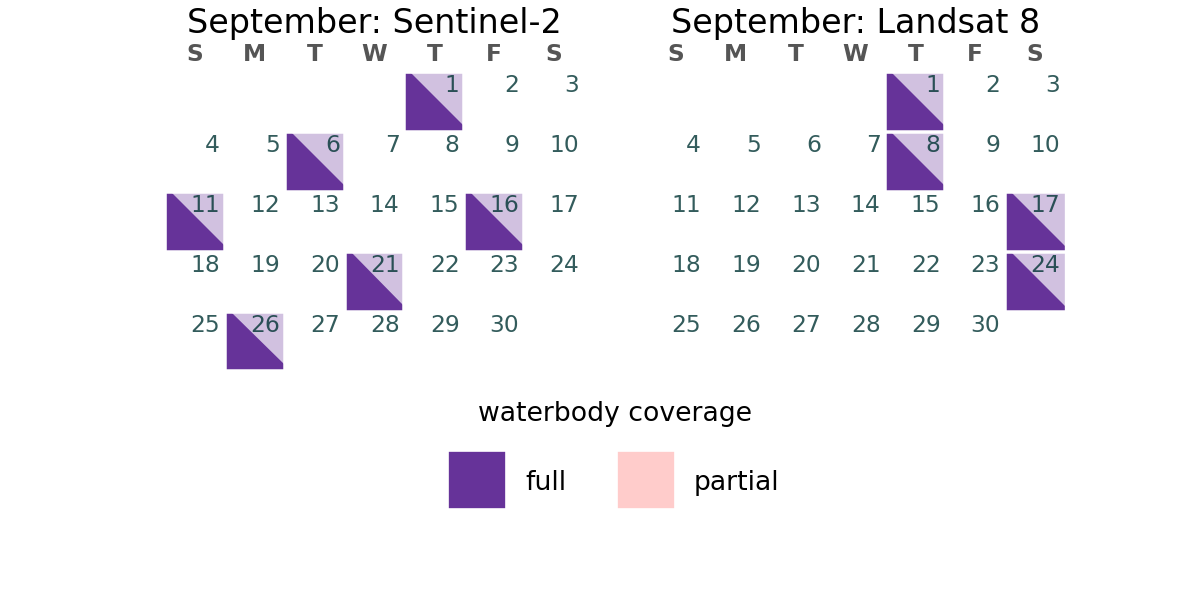 September: Sentinel-2
S M T W T F S
1 2 3
4 5 6 7 8 9 10
11 12 13 14 15 16 17
18 19 20 21 22 23 24
25 26 27 28 29 30
September: Landsat 8
S M T W T F S
1 2 3
4 5 6 7 8 9 10
11 12 13 14 15 16 17
18 19 20 21 22 23 24
25 26 27 28 29 30
waterbody coverage
full partial